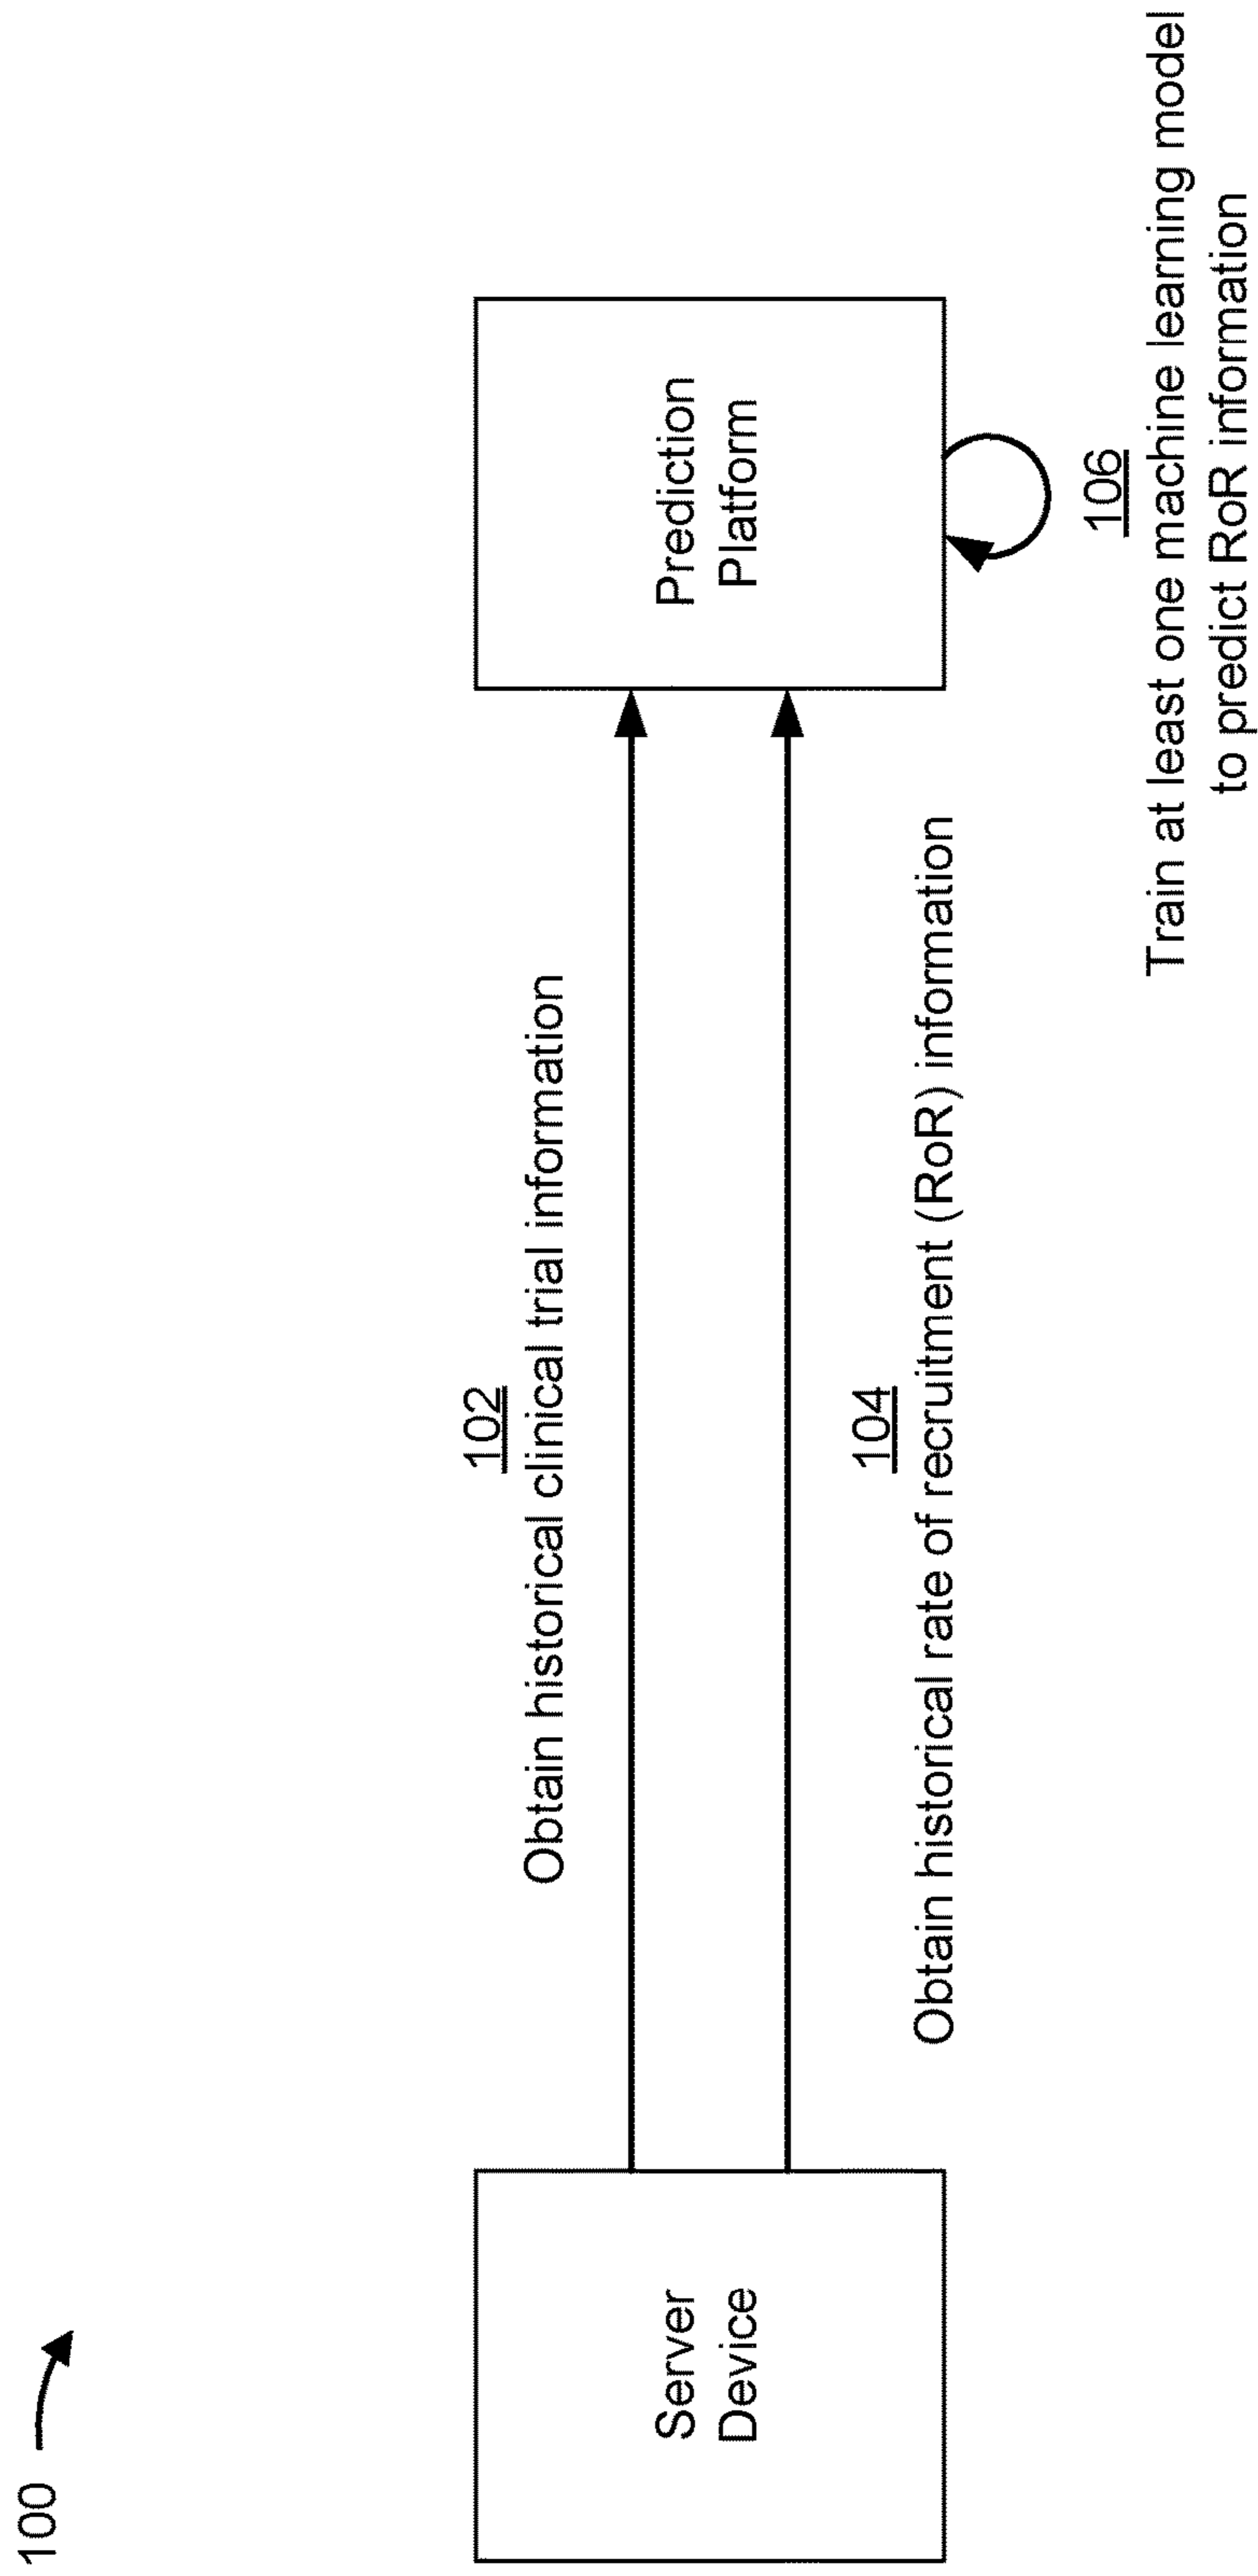 100
102
Obtain historical clinical trial information
Server
Device
Prediction
Platform
104
Obtain historical rate of recruitment (RoR) information
106
Train at least one machine learning model
to predict RoR information